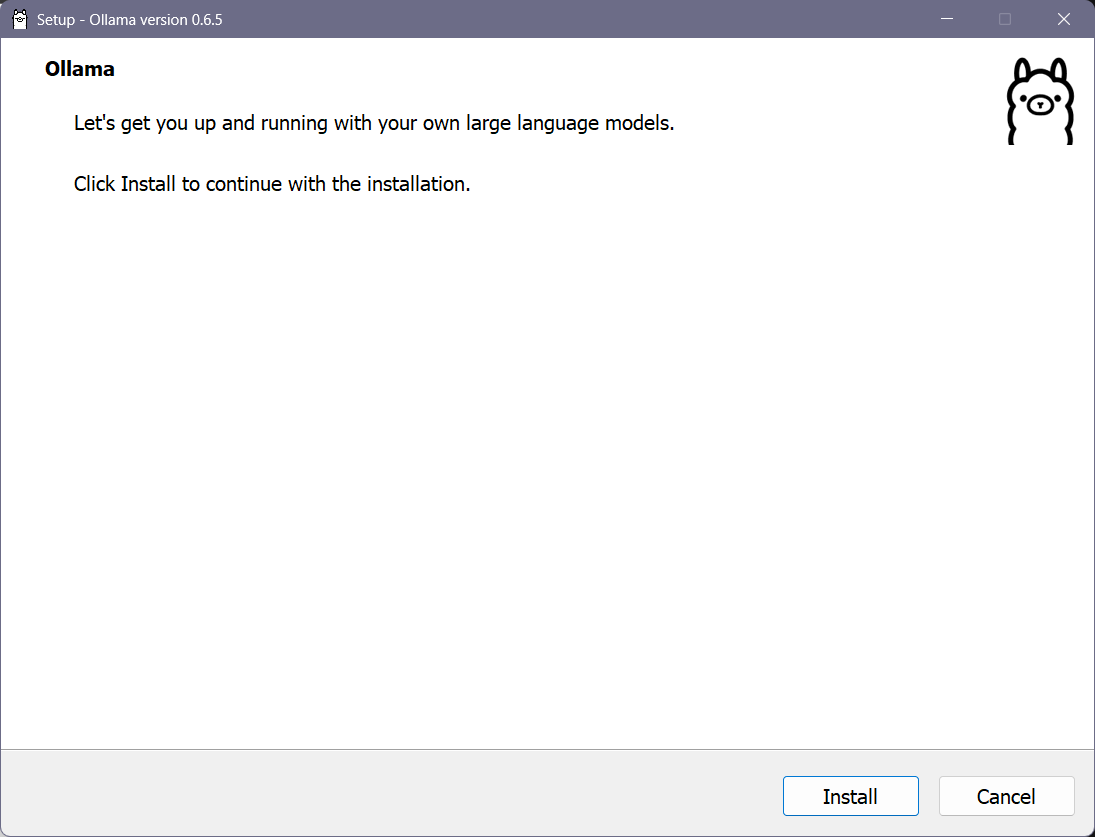 Setup - Ollama version 0.6.5
Ollama
Let's get you up and running with your own large language models.
Click Install to continue with the installation.
Install
Cancel